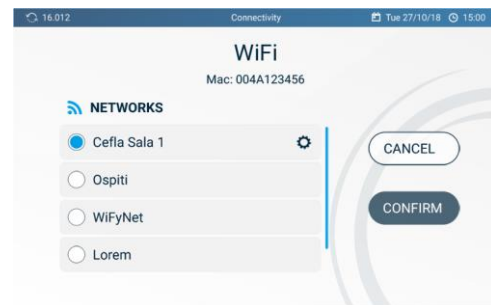 16.012 Connectivity Tue 27/10/18 15:00
WiFi
Mac: 004A123456
NETWORKS
Cefla Sala 1
CANCEL
Ospiti
WiFyNet
CONFIRM
Lorem